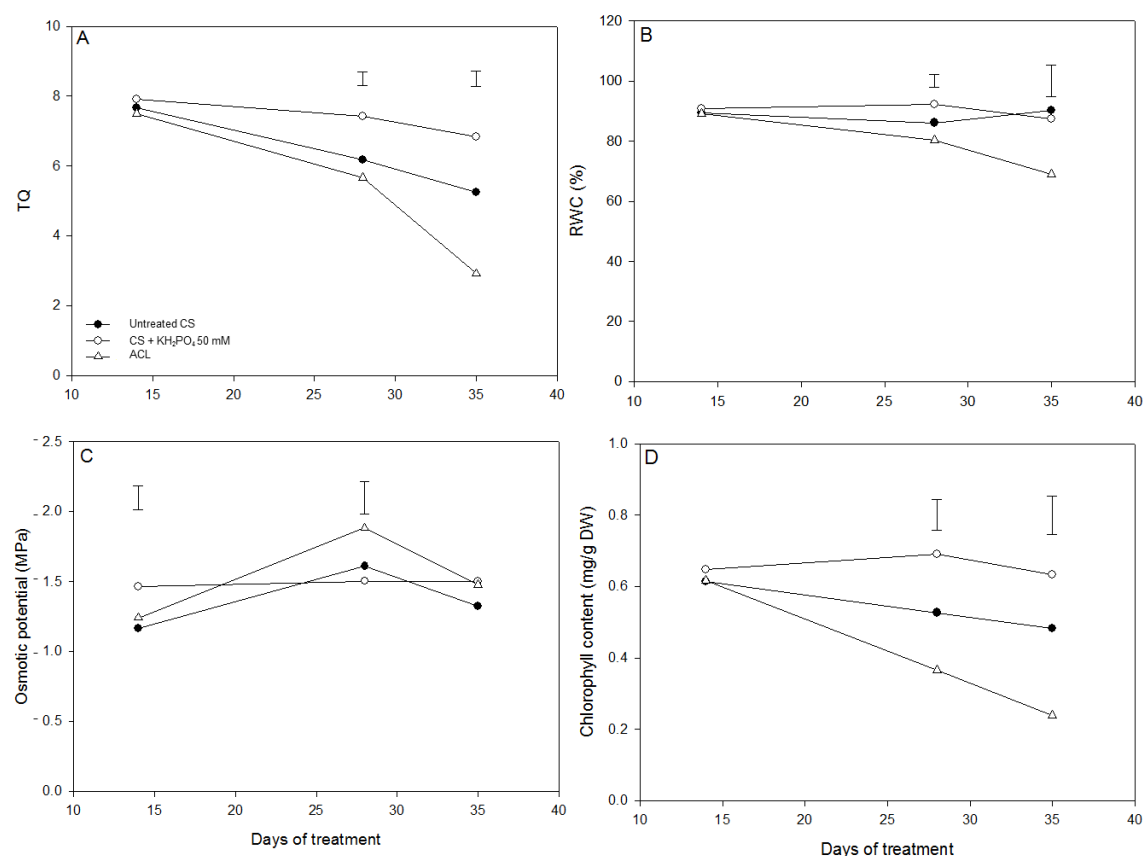 A
10
8
6
4
2
0
TQ
Untreated CS
CS + KH₂PO₄ 50 mM
ACL
10 15 20 25 30 35 40
B
120
100
80
60
40
20
0
RWC (%)
10 15 20 25 30 35 40
C
- 2.5
- 2.0
- 1.5
- 1.0
- 0.5
0.0
Osmotic potential (MPa)
10 15 20 25 30 35 40
Days of treatment
D
1.0
0.8
0.6
0.4
0.2
0.0
Chlorophyll content (mg/g DW)
10 15 20 25 30 35 40
Days of treatment